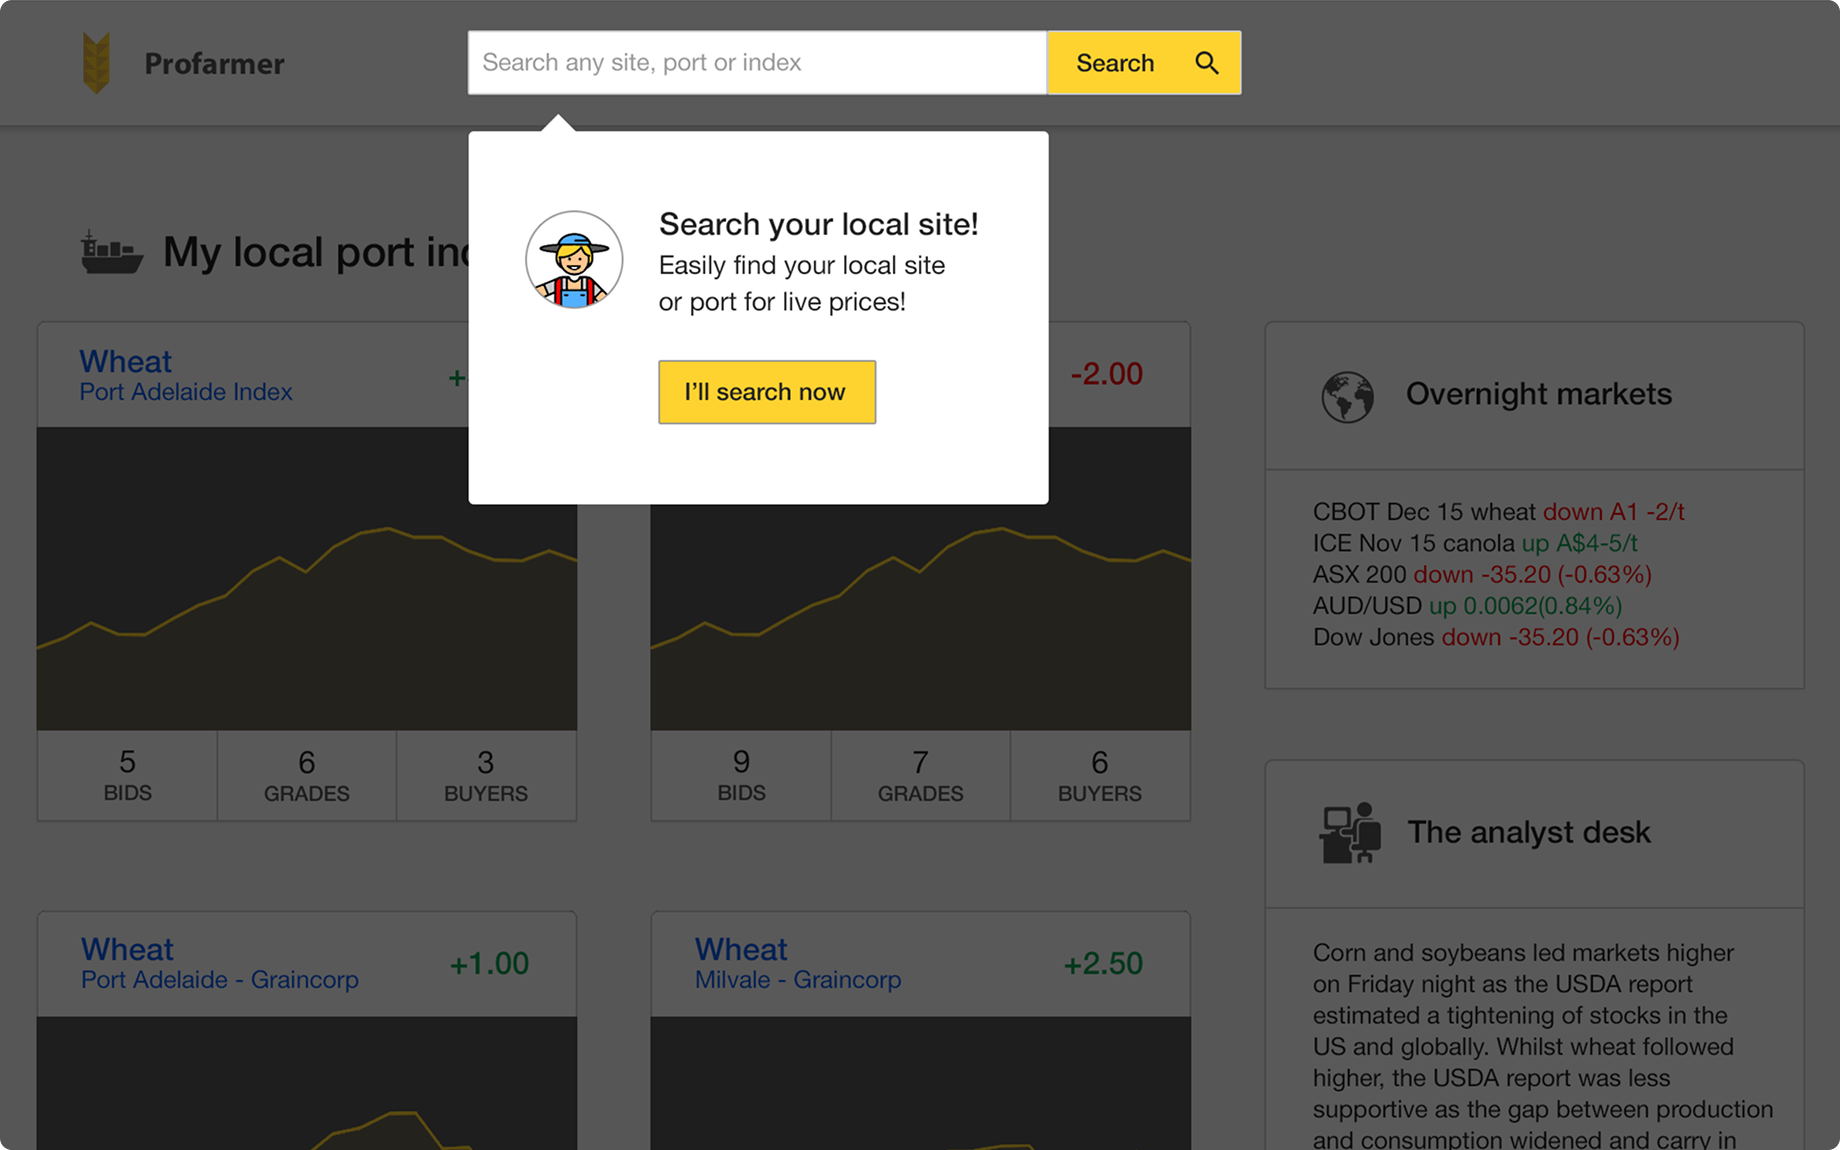 Profarmer
Search any site, port or index
Search
Search your local site!
Easily find your local site
or port for live prices!
I'll search now
My local port
Wheat
Port Adelaide Index
-2.00
5
BIDS
6
GRADES
3
BUYERS
9
BIDS
7
GRADES
6
BUYERS
Wheat
Port Adelaide - Graincorp
+1.00
Wheat
Milvale - Graincorp
+2.50
Overnight markets
CBOT Dec 15 wheat down A1 -2/t
ICE Nov 15 canola up A$4-5/t
ASX 200 down -35.20 (-0.63%)
AUD/USD up 0.0062(0.84%)
Dow Jones down -35.20 (-0.63%)
The analyst desk
Corn and soybeans led markets higher
on Friday night as the USDA report
estimated a tightening of stocks in the
US and globally. Whilst wheat followed
higher, the USDA report was less
supportive as the gap between production
and consumption widened and carry in